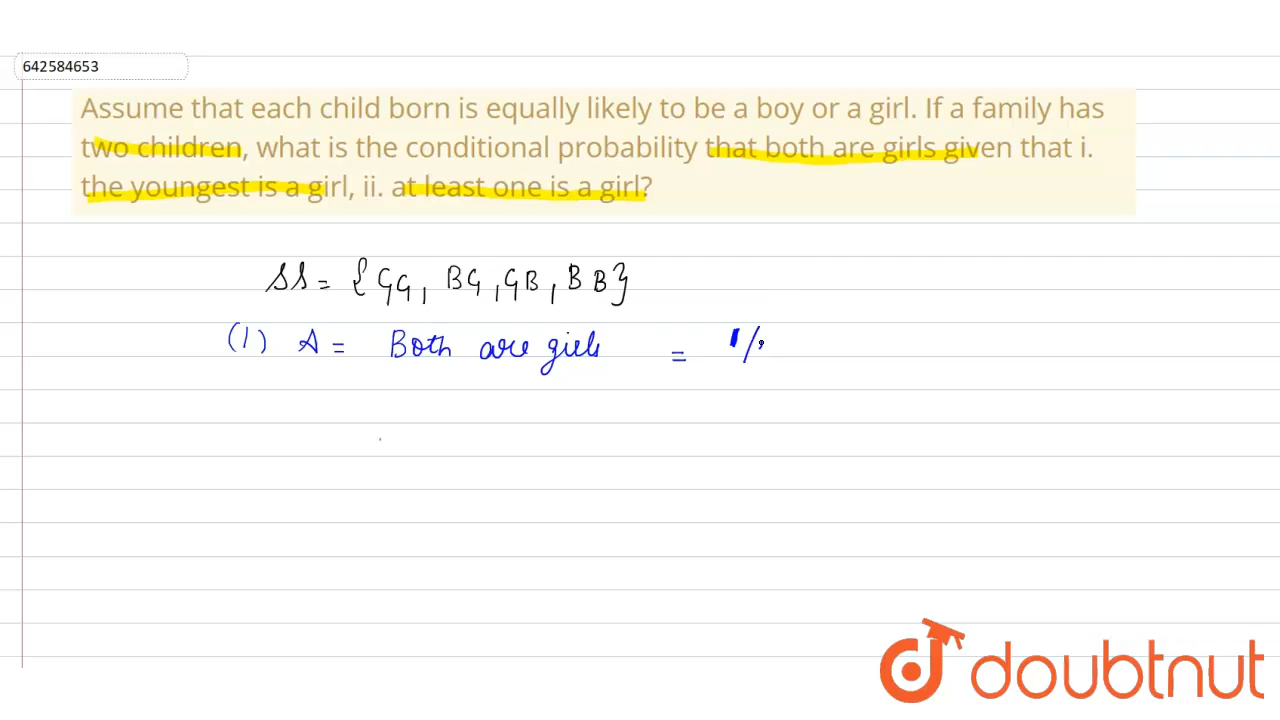 642584653
Assume that each child born is equally likely to be a boy or a girl. If a family has
two children, what is the conditional probability that both are girls given that i.
the youngest is a girl, ii. at least one is a girl?
SS = {GG, BG, GB, BB}
(1) A = Both are girls = 1/
doubtnut